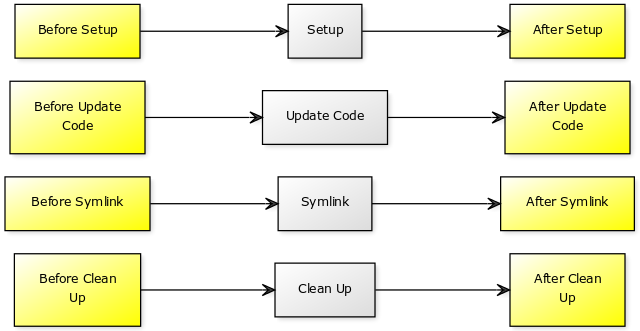 Before Setup
Setup
After Setup
Before Update
Code
Update Code
After Update
Code
Before Symlink
Symlink
After Symlink
Before Clean
Up
Clean Up
After Clean
Up